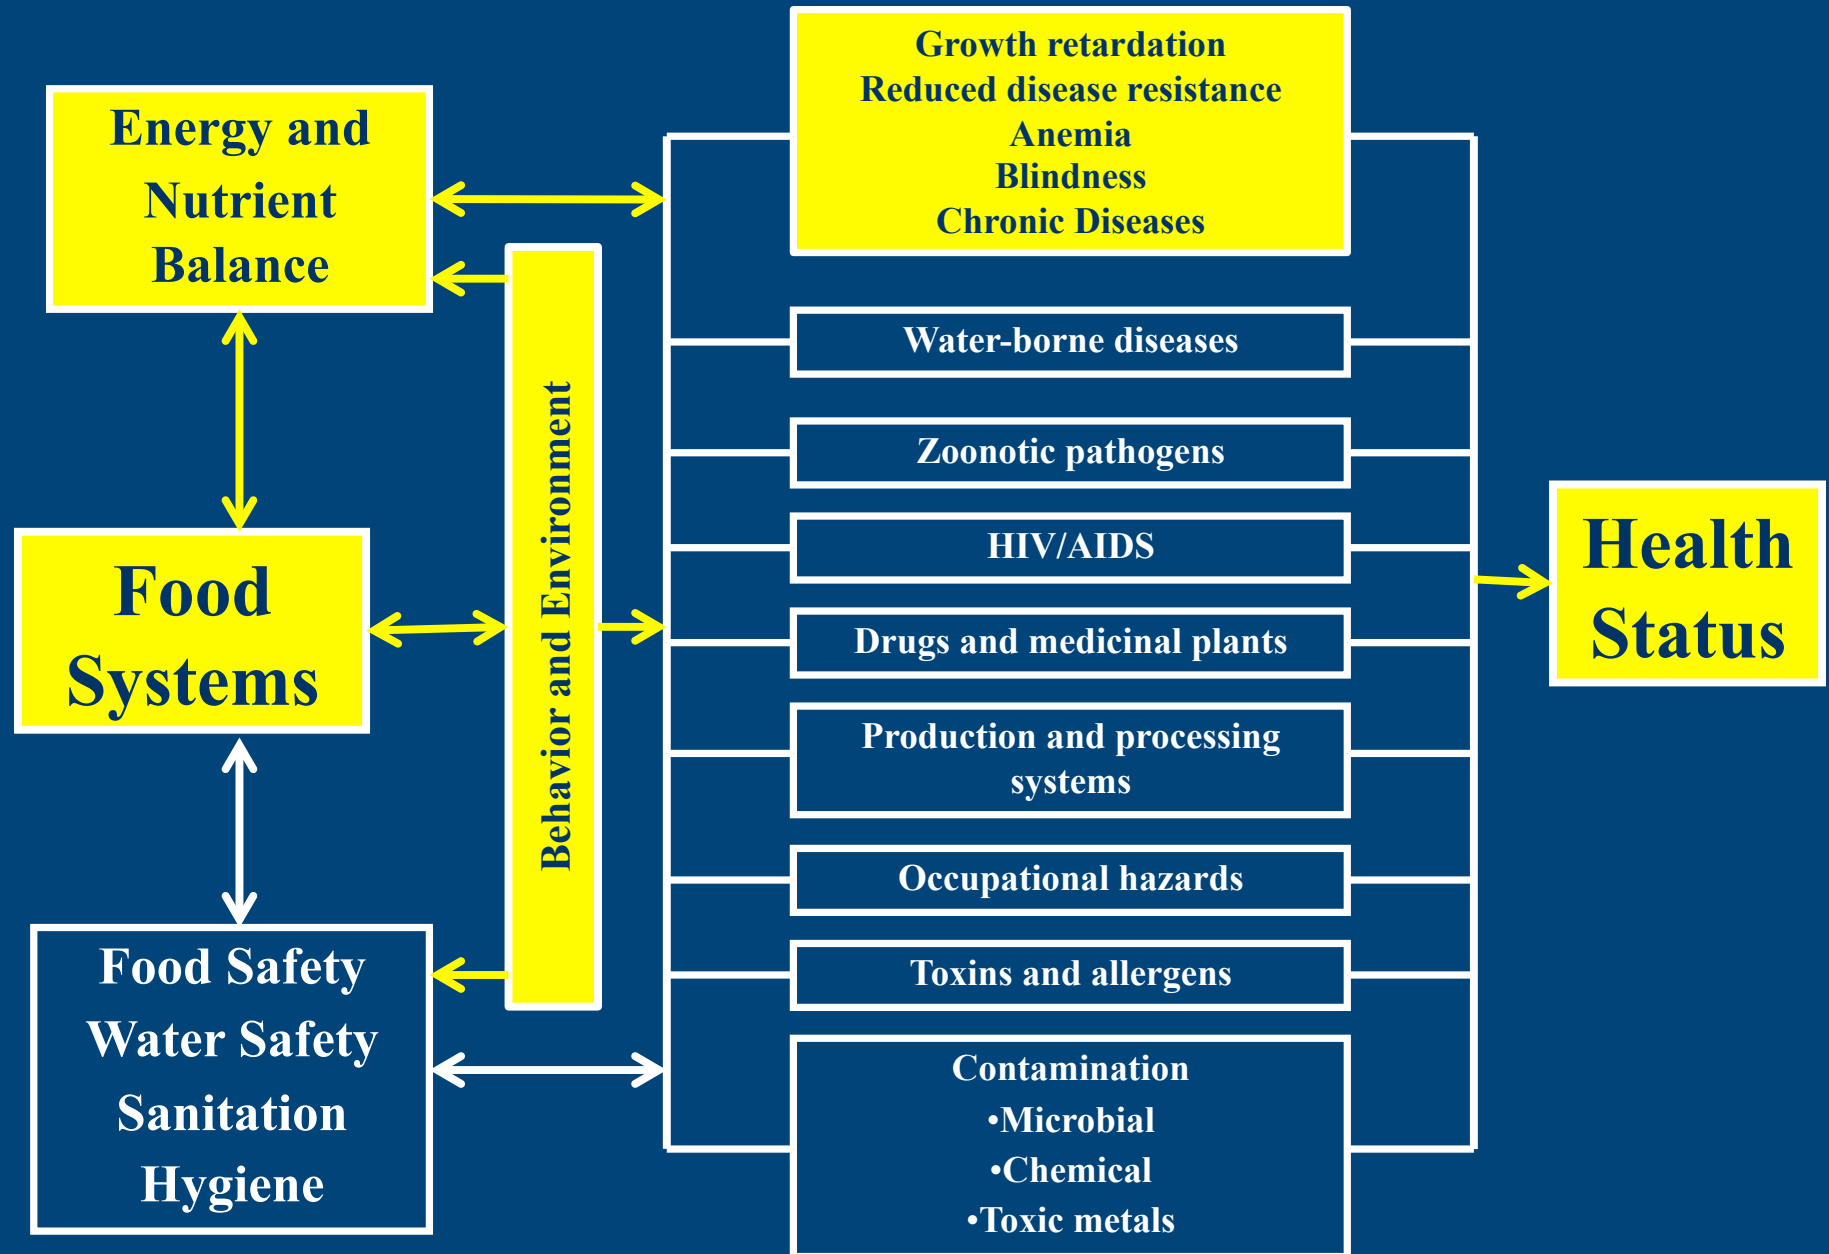 Energy and
Nutrient
Balance
Food
Systems
Food Safety
Water Safety
Sanitation
Hygiene
Behavior and Environment
Growth retardation
Reduced disease resistance
Anemia
Blindness
Chronic Diseases
Water-borne diseases
Zoonotic pathogens
HIV/AIDS
Drugs and medicinal plants
Production and processing
systems
Occupational hazards
Toxins and allergens
Contamination
•Microbial
•Chemical
•Toxic metals
Health
Status